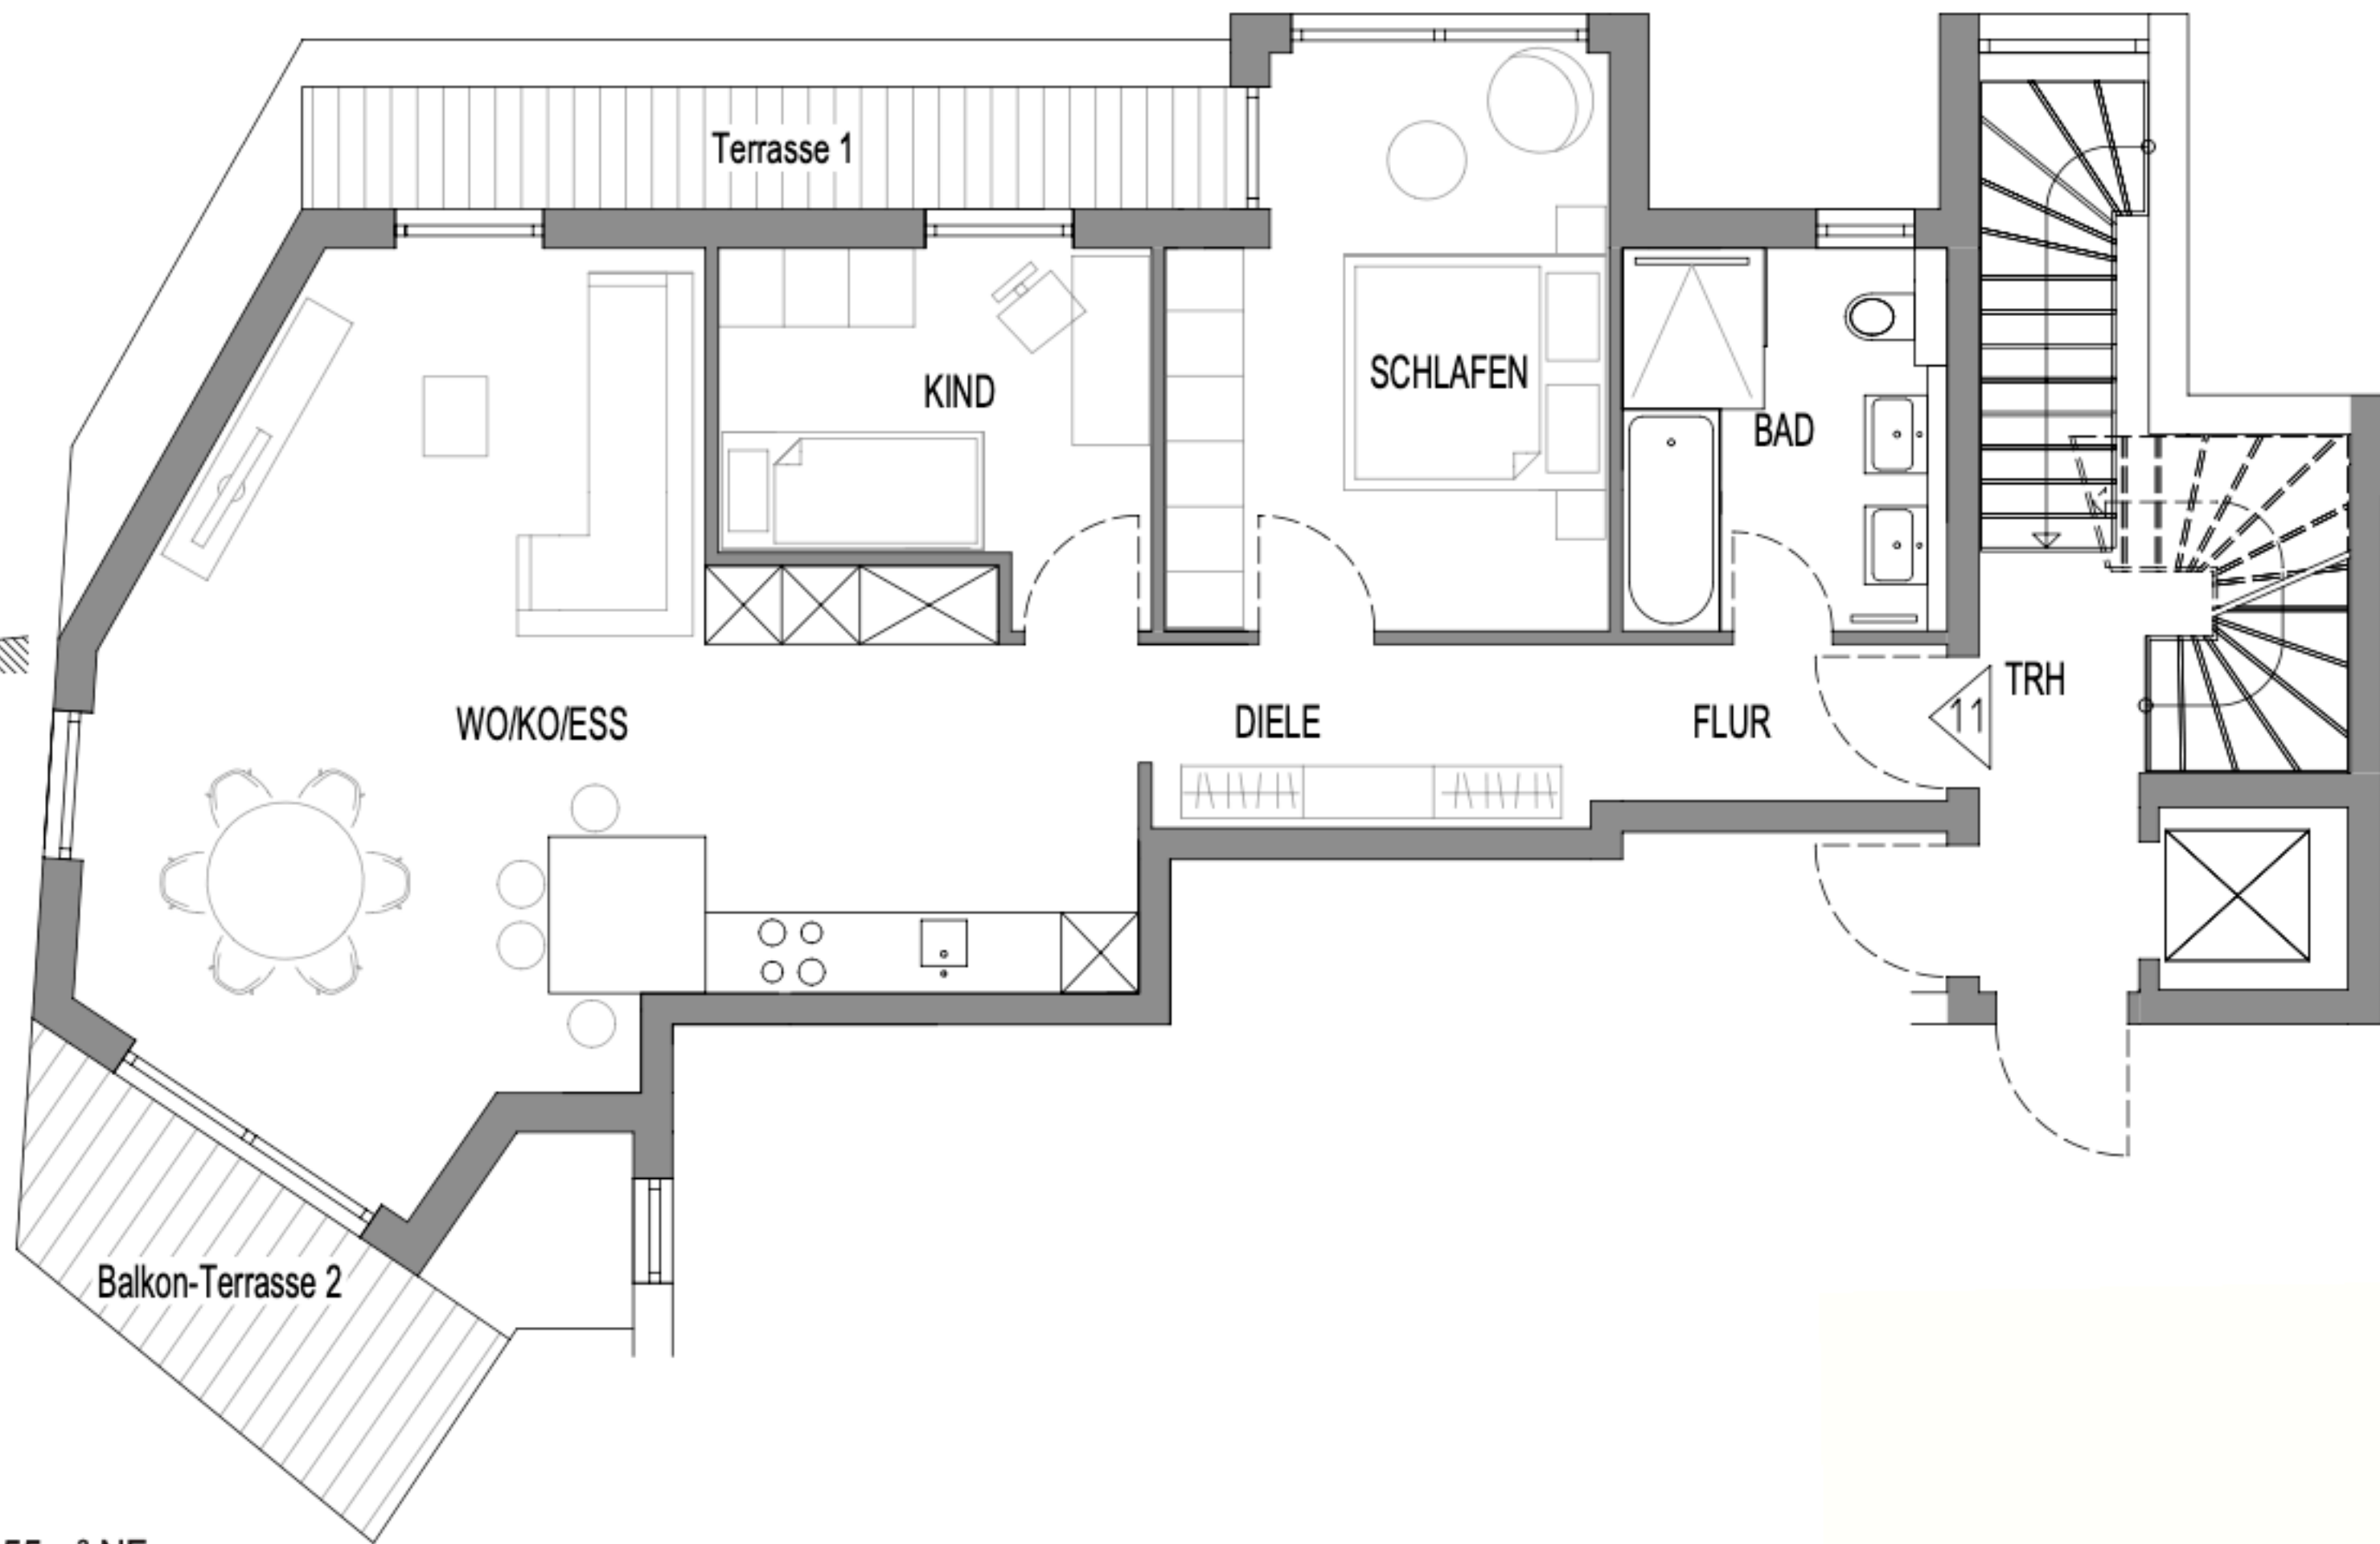 Terrasse 1
KIND
SCHLAFEN
BAD
WO/KO/ESS
DIELE
FLUR
11
TRH
Balkon-Terrasse 2